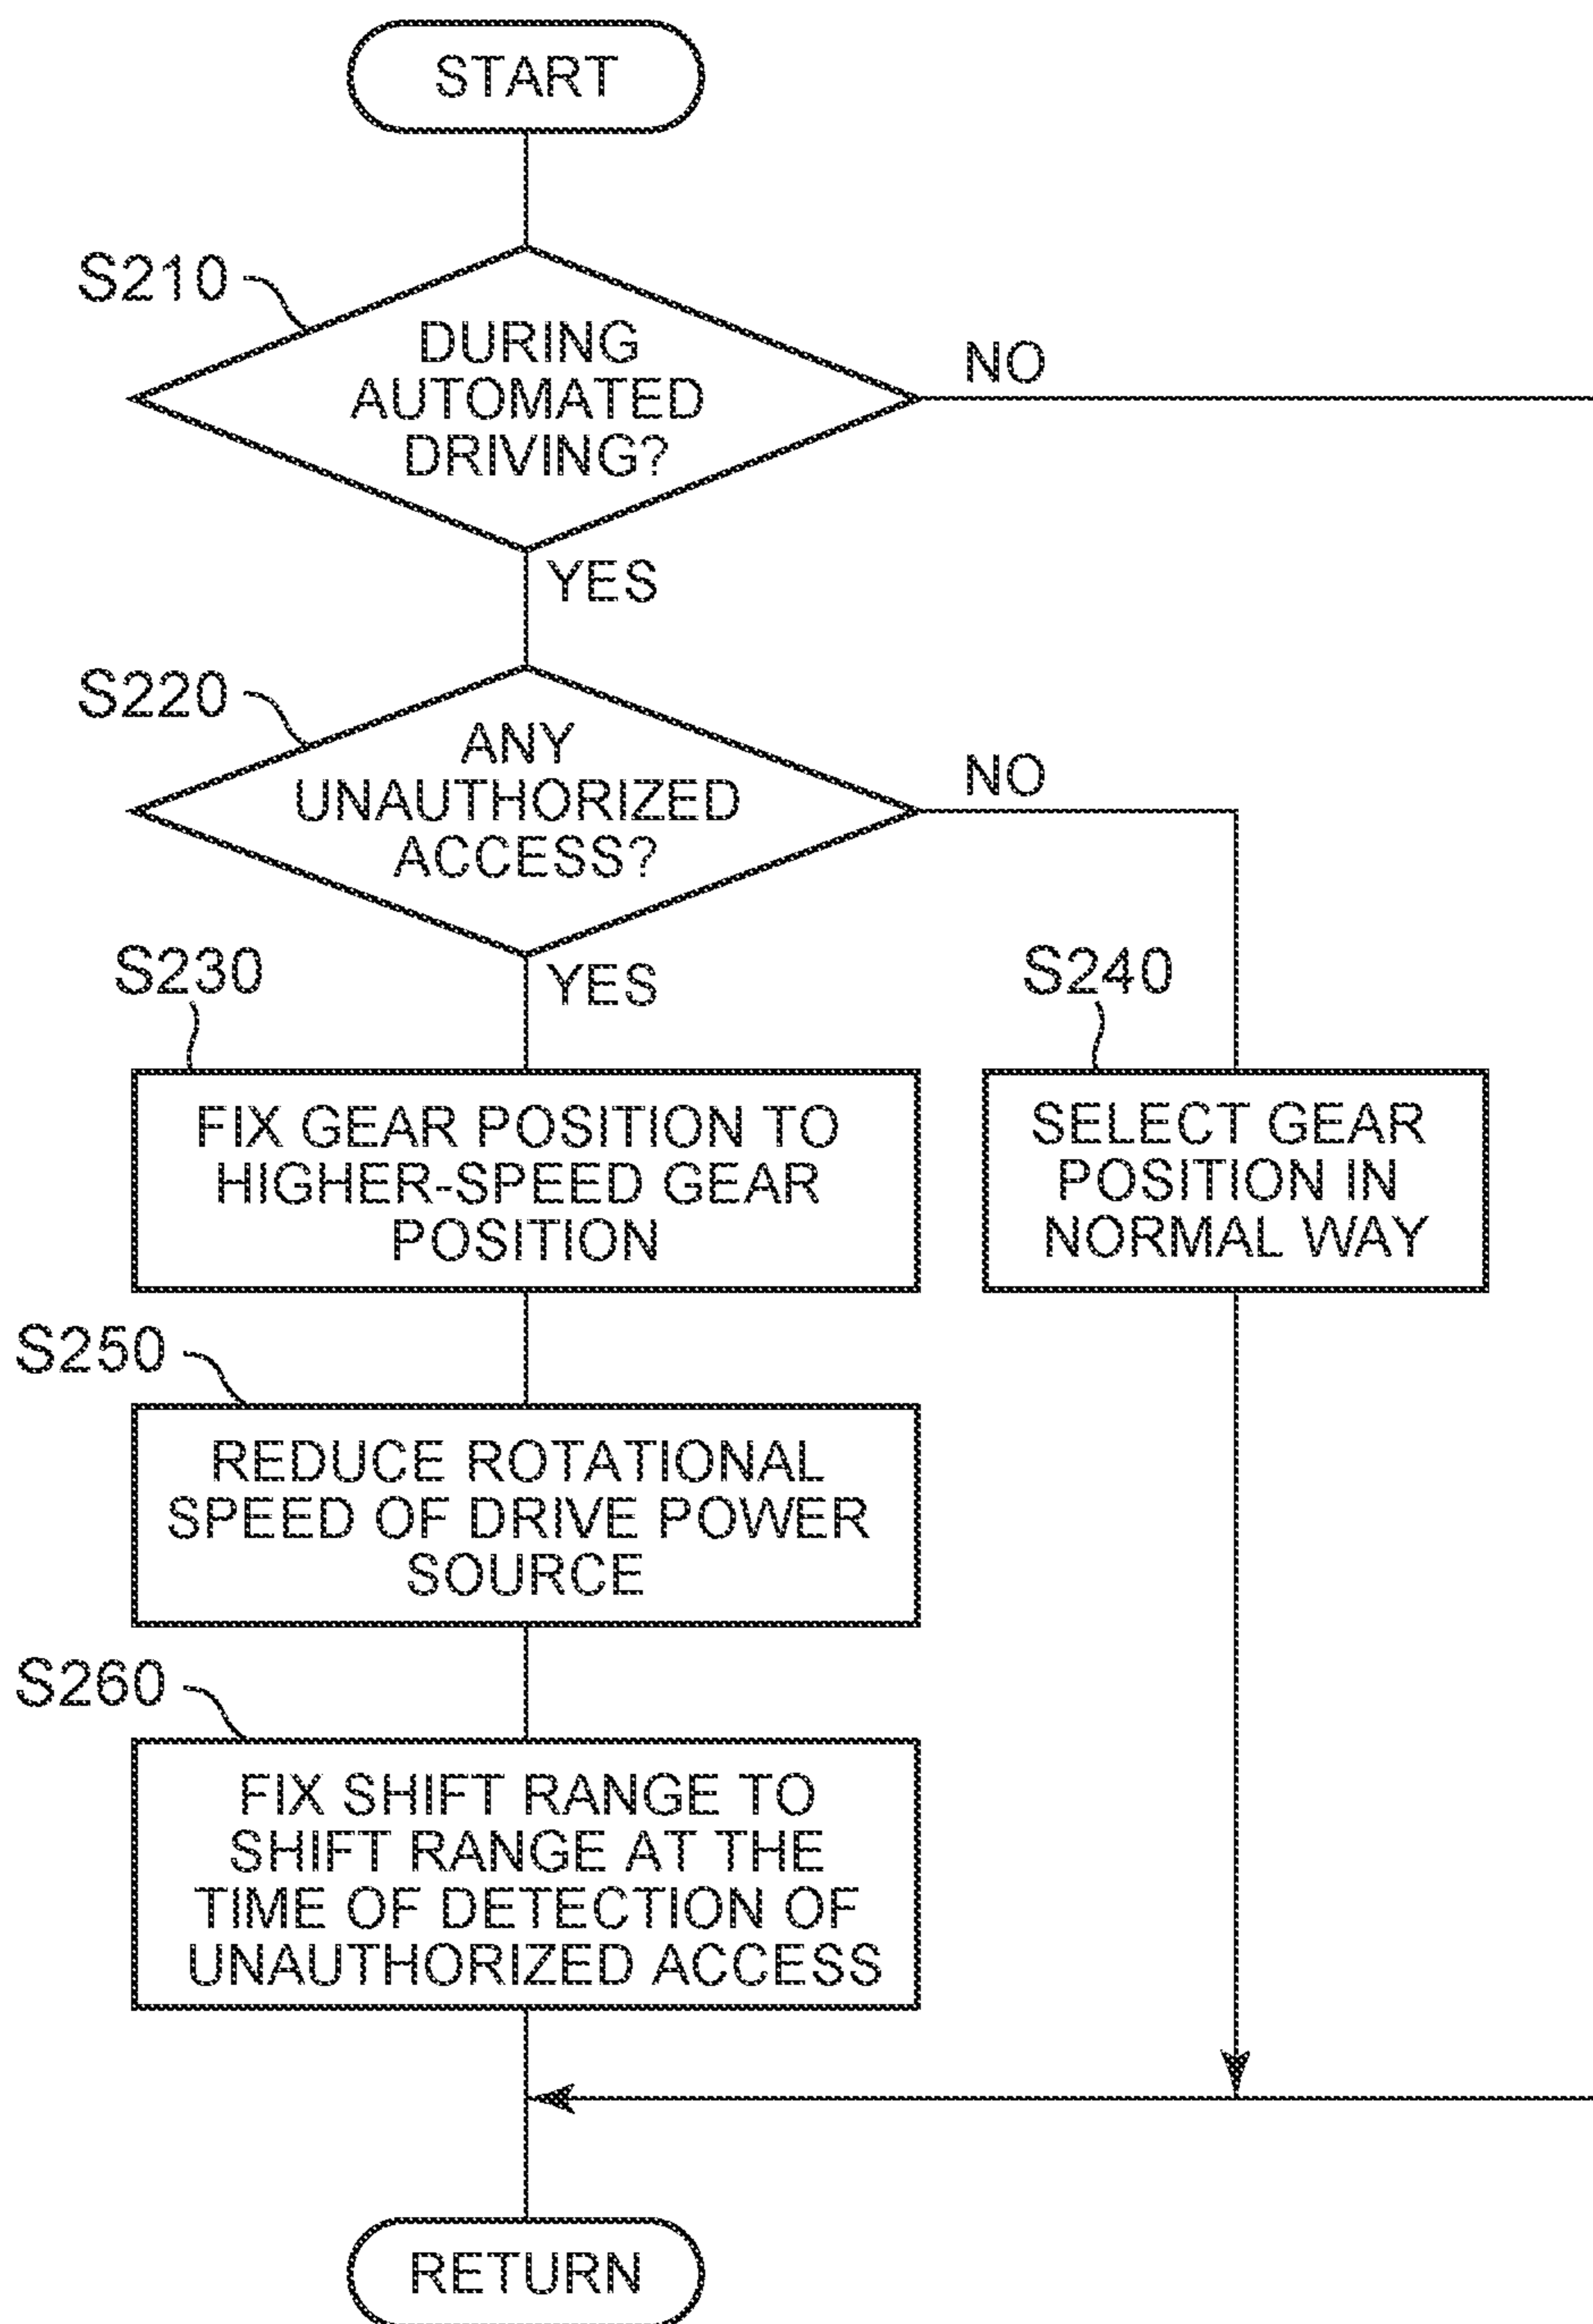 START
S210
DURING
AUTOMATED
DRIVING?
NO
YES
S220
ANY
UNAUTHORIZED
ACCESS?
NO
YES
S230
FIX GEAR POSITION TO
HIGHER-SPEED GEAR
POSITION
S240
SELECT GEAR
POSITION IN
NORMAL WAY
S250
REDUCE ROTATIONAL
SPEED OF DRIVE POWER
SOURCE
S260
FIX SHIFT RANGE TO
SHIFT RANGE AT THE
TIME OF DETECTION OF
UNAUTHORIZED ACCESS
RETURN